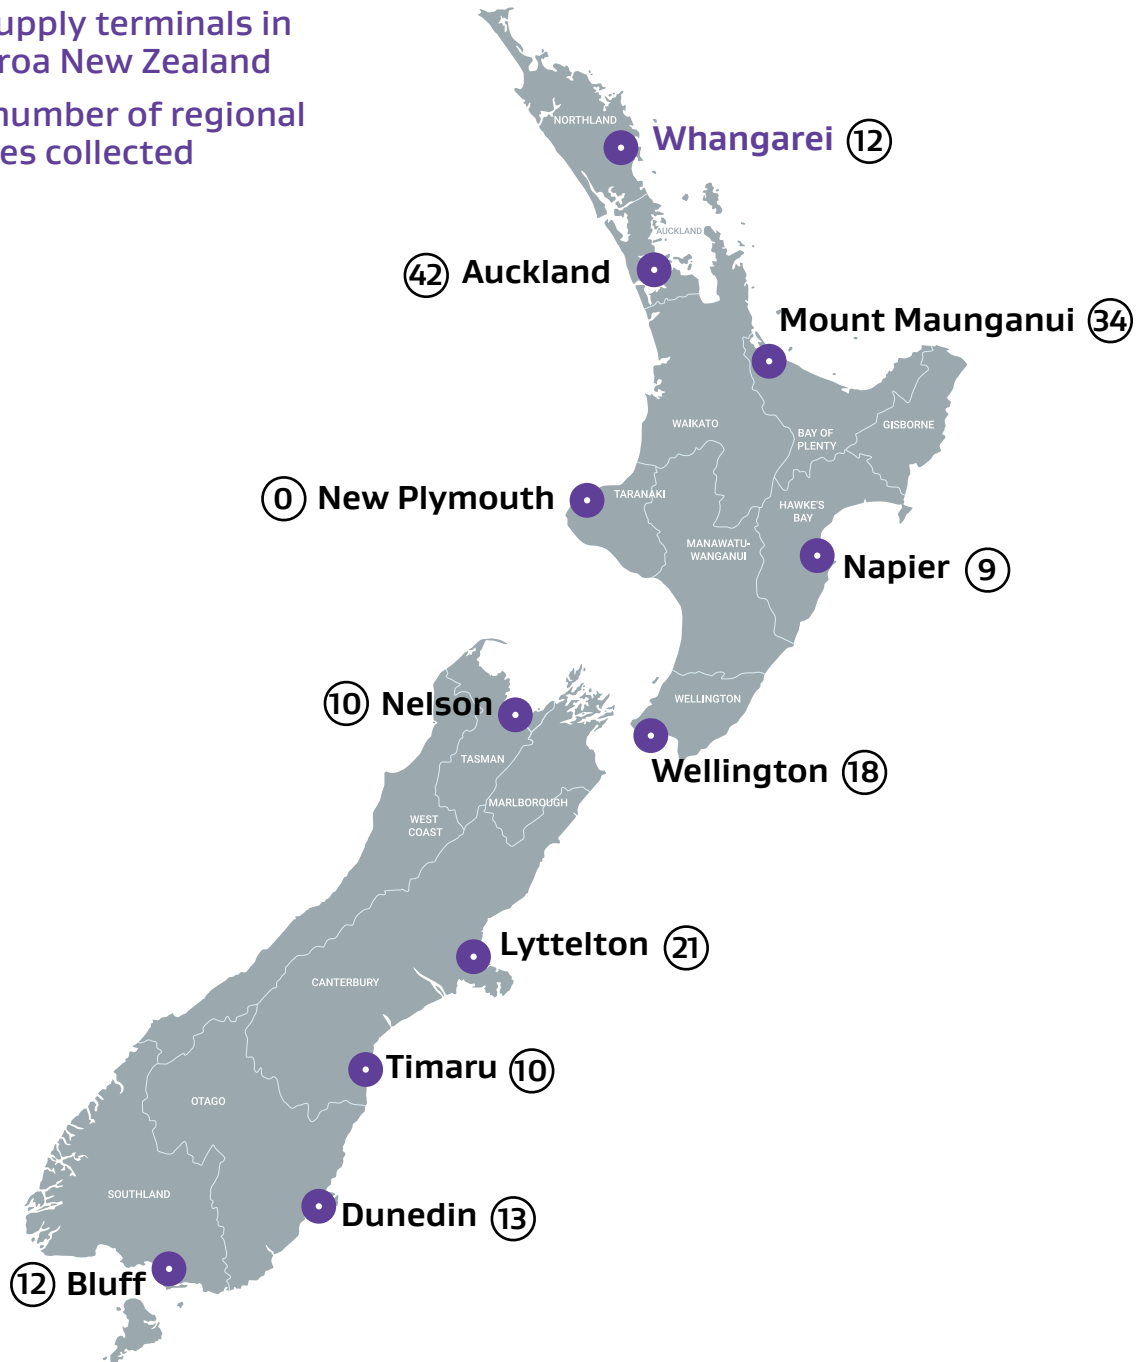 upply terminals in
roa New Zealand
number of regional
es collected
NORTHLAND
Whangarei 12
AUCKLAND
42 Auckland
Mount Maunganui 34
WAIKATO
BAY OF
PLENTY
GISBORNE
0 New Plymouth
TARANAKI
HAWKE'S
BAY
MANAWATU-
WANGANUI
Napier 9
10 Nelson
WELLINGTON
TASMAN
Wellington 18
MARLBOROUGH
WEST
COAST
Lyttelton 21
CANTERBURY
Timaru 10
OTAGO
SOUTHLAND
Dunedin 13
12 Bluff